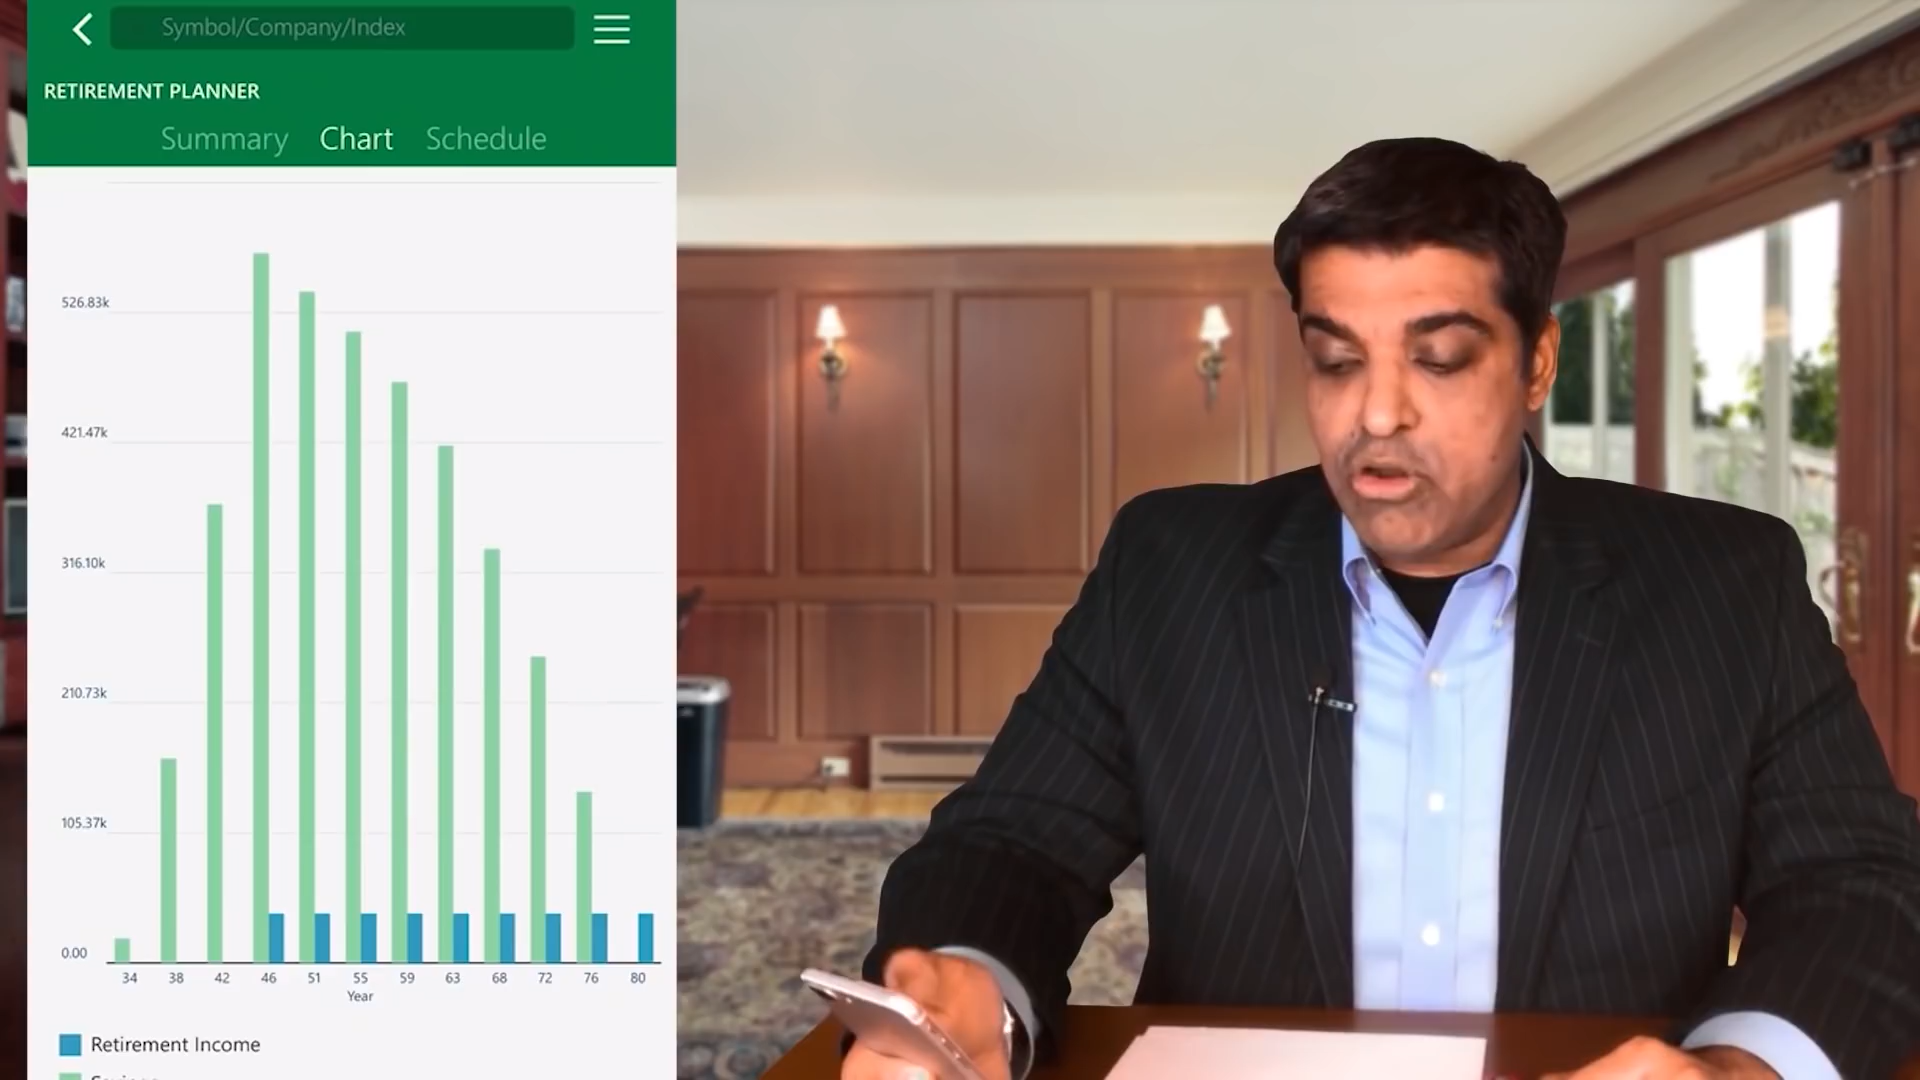 Symbol/Company/Index
RETIREMENT PLANNER
Summary Chart Schedule
526.83k
421.47k
316.10k
210.73k
105.37k
0.00
34 38 42 46 51 55 59 63 68 72 76 80
Year
Retirement Income